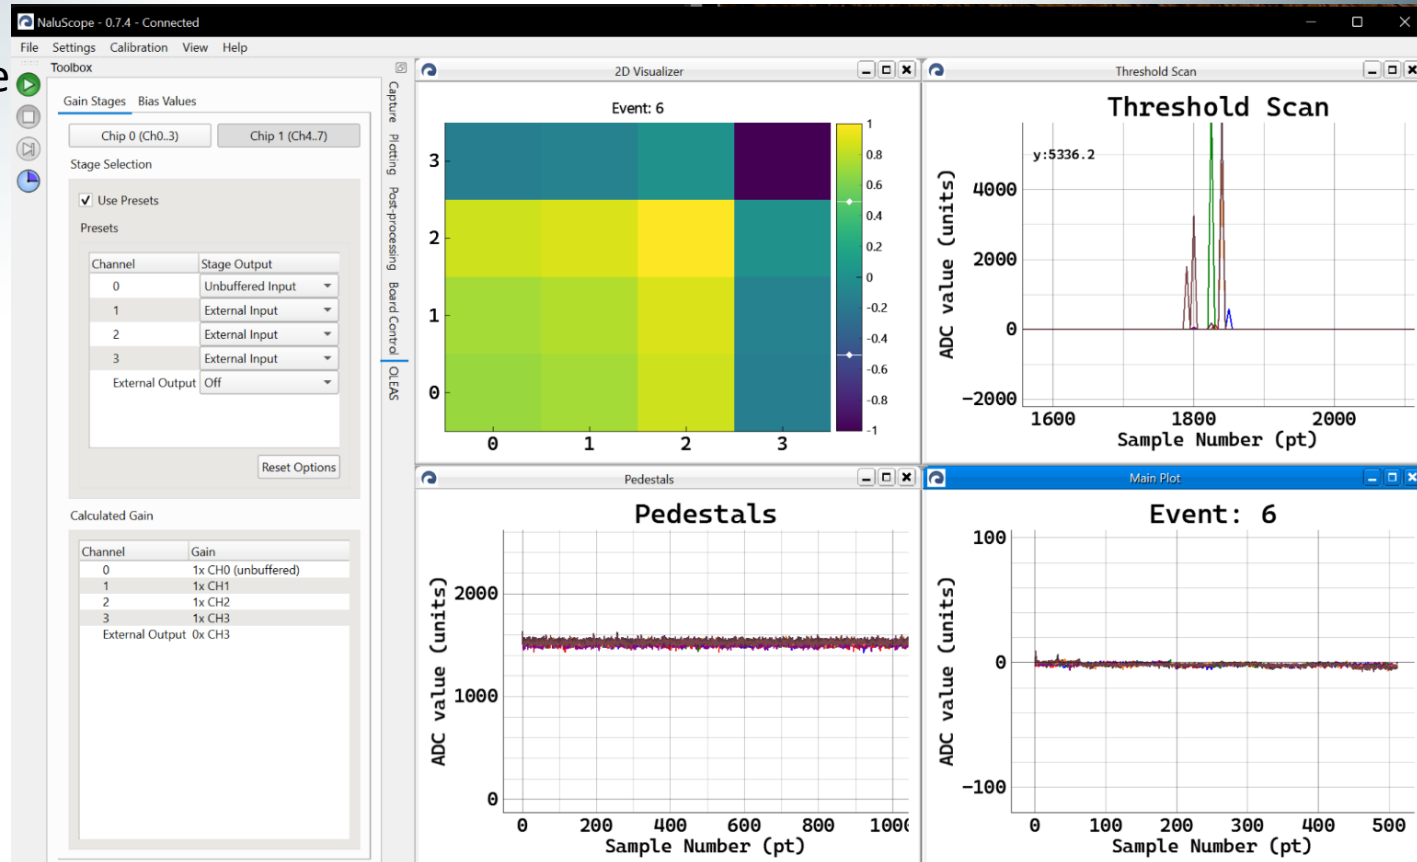 NaluScope - 0.7.4 - Connected
File Settings Calibration View Help
e
Toolbox
Gain Stages Bias Values
Chip 0 (Ch0..3) Chip 1 (Ch4..7)
Stage Selection
Use Presets
Presets
Channel Stage Output
0 Unbuffered Input
1 External Input
2 External Input
3 External Input
External Output Off
Reset Options
Calculated Gain
Channel Gain
0 1x CH0 (unbuffered)
1 1x CH1
2 1x CH2
3 1x CH3
External Output 0x CH3
Capture
Plotting
Post-processing
Board Control
OLEAS
2D Visualizer
Event: 6
3
2
1
0
0 1 2 3
1
0.8
0.6
0.4
0.2
0
-0.2
-0.4
-0.6
-0.8
-1
Threshold Scan
Threshold Scan
y:5336.2
ADC value (units)
4000
2000
0
−2000
1600 1800 2000
Sample Number (pt)
Pedestals
Pedestals
ADC value (units)
2000
1000
0
0 200 400 600 800 1000
Sample Number (pt)
Main Plot
Event: 6
ADC value (units)
100
0
−100
0 100 200 300 400 500
Sample Number (pt)